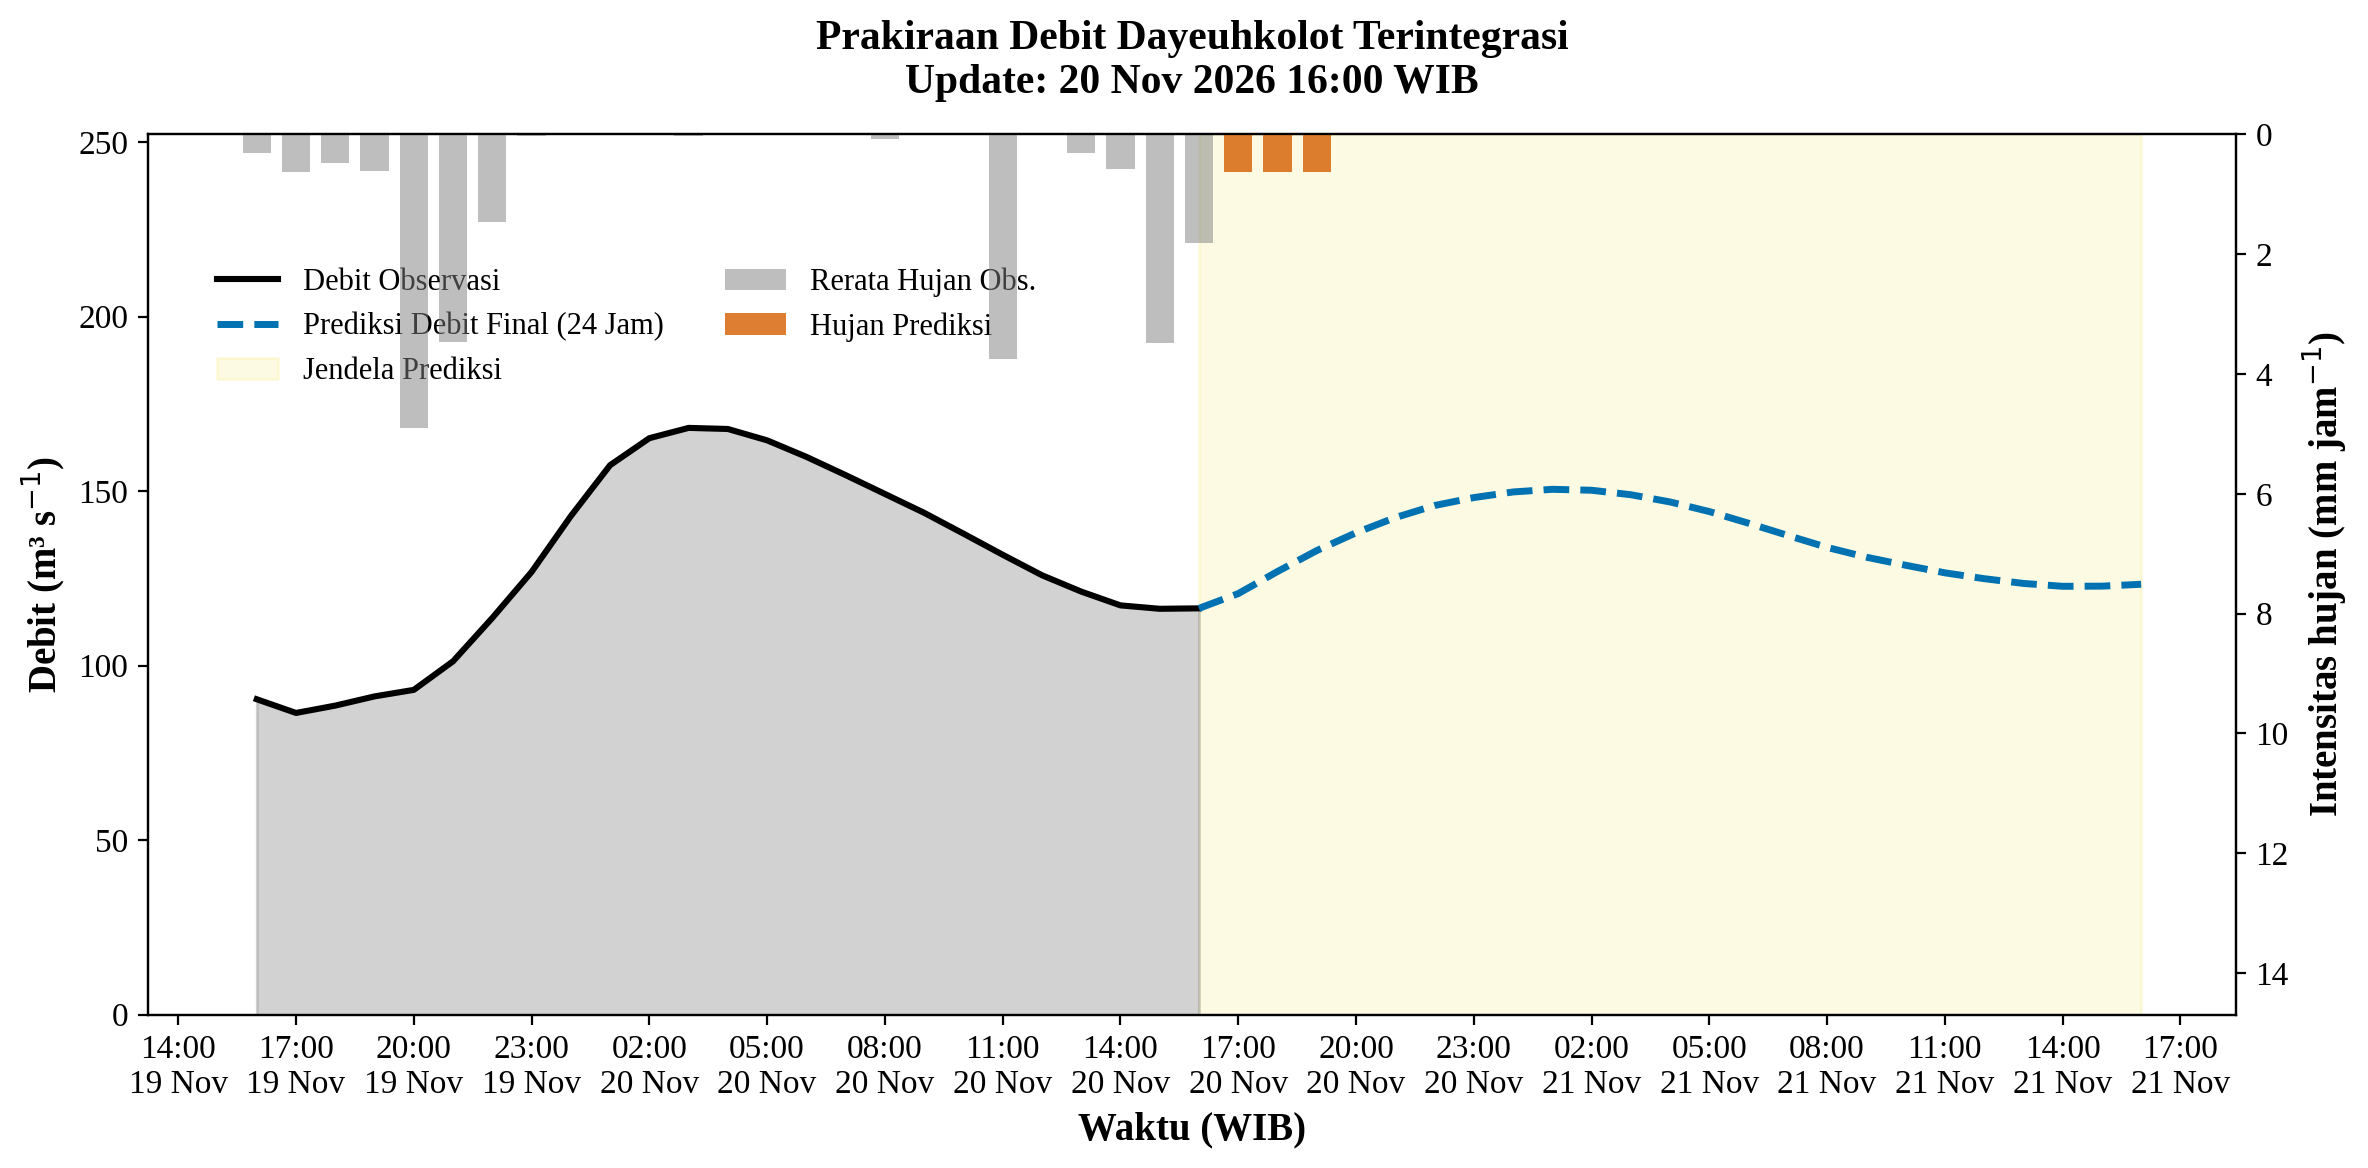 Prakiraan Debit Dayeuhkolot Terintegrasi
Update: 20 Nov 2026 16:00 WIB
Debit (m³ s⁻¹)
250
200
150
100
50
0
Debit Observasi
Prediksi Debit Final (24 Jam)
Jendela Prediksi
Rerata Hujan Obs.
Hujan Prediksi
0
2
4
6
8
10
12
14
Intensitas hujan (mm jam⁻¹)
14:00 17:00 20:00 23:00 02:00 05:00 08:00 11:00 14:00 17:00 20:00 23:00 02:00 05:00 08:00 11:00 14:00 17:00
19 Nov 19 Nov 19 Nov 19 Nov 20 Nov 20 Nov 20 Nov 20 Nov 20 Nov 20 Nov 20 Nov 20 Nov 21 Nov 21 Nov 21 Nov 21 Nov 21 Nov 21 Nov
Waktu (WIB)